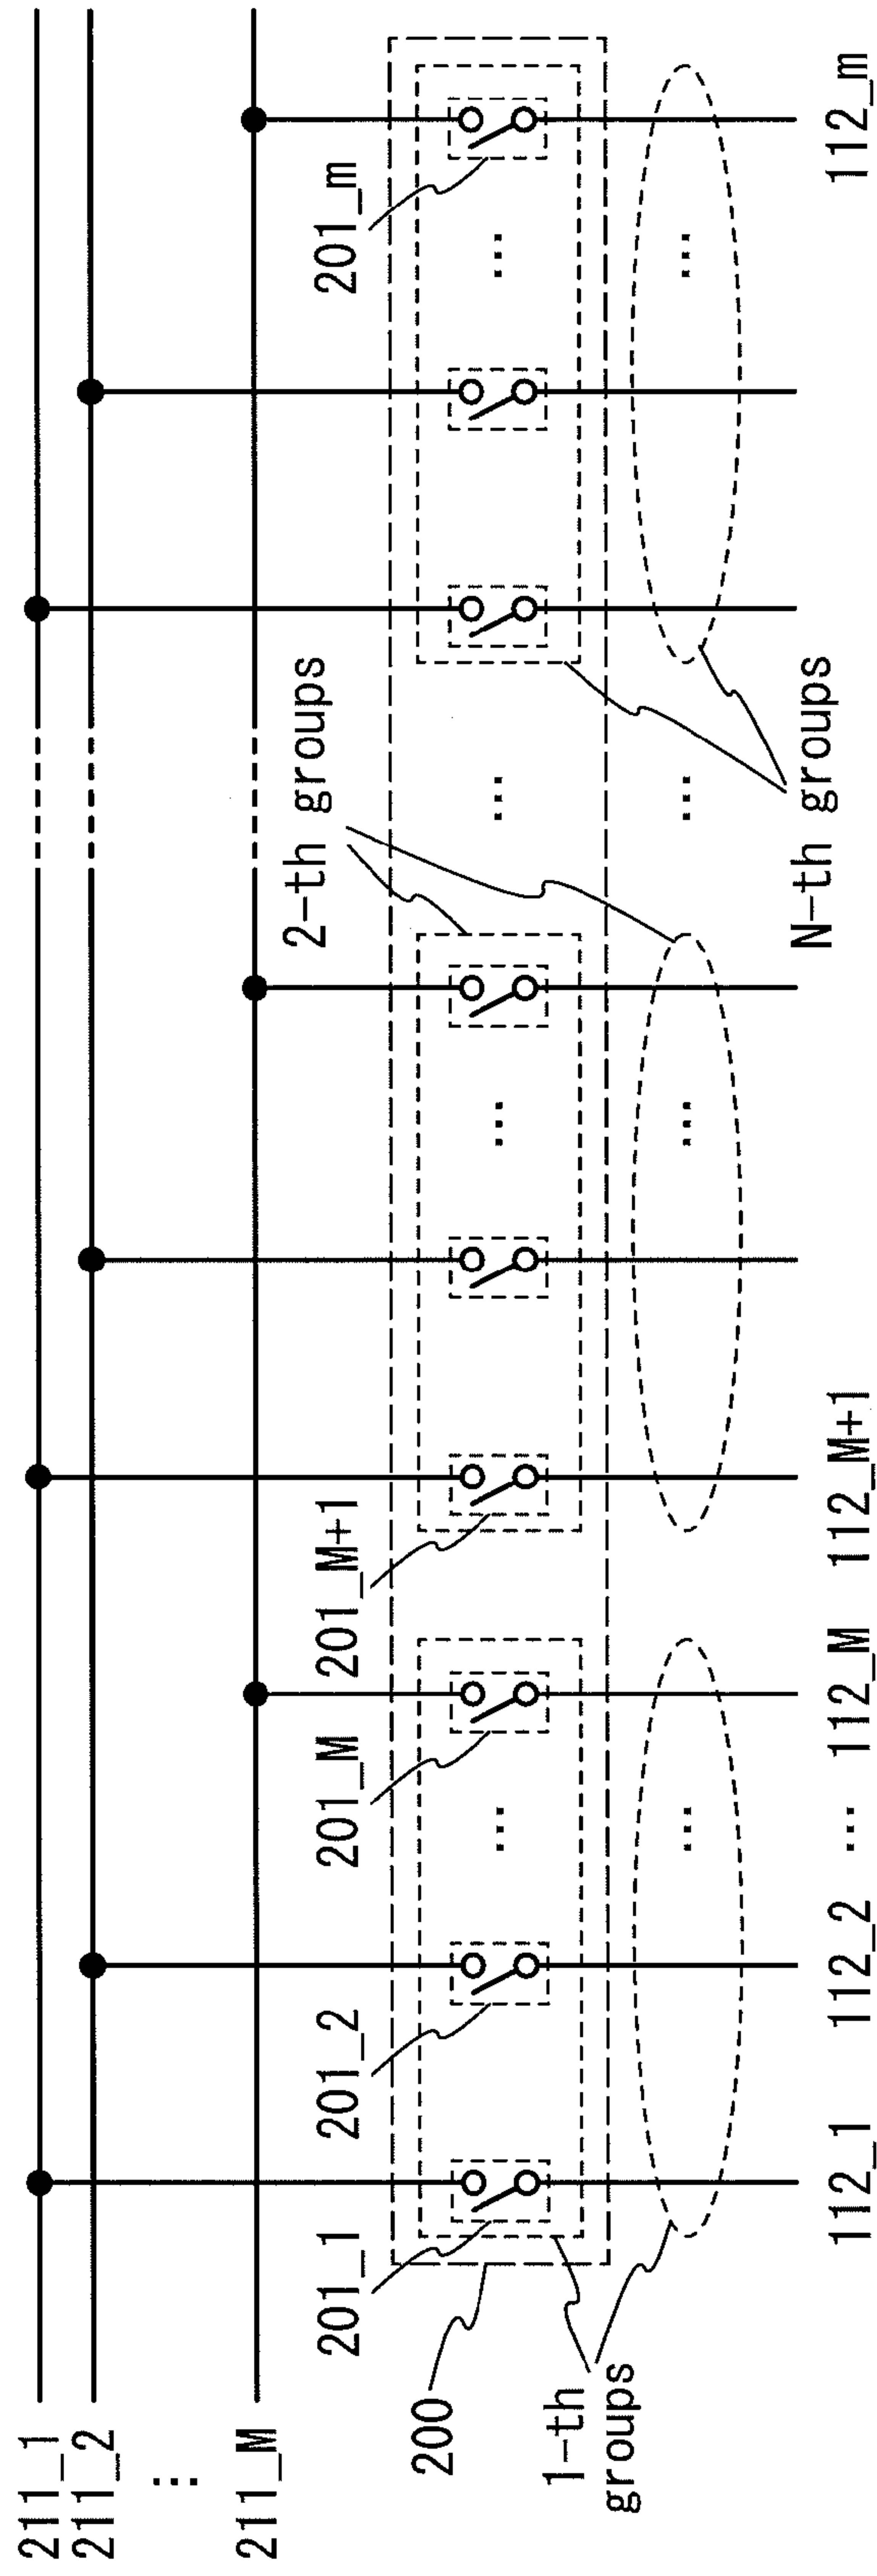 211_1
211_2
...
211_M
200
1-th
groups
201_1
201_2
201_M
201_M+1
2-th groups
201_m
...
...
...
...
...
...
...
...
N-th groups
112_1
112_2
...
112_M
112_M+1
112_m